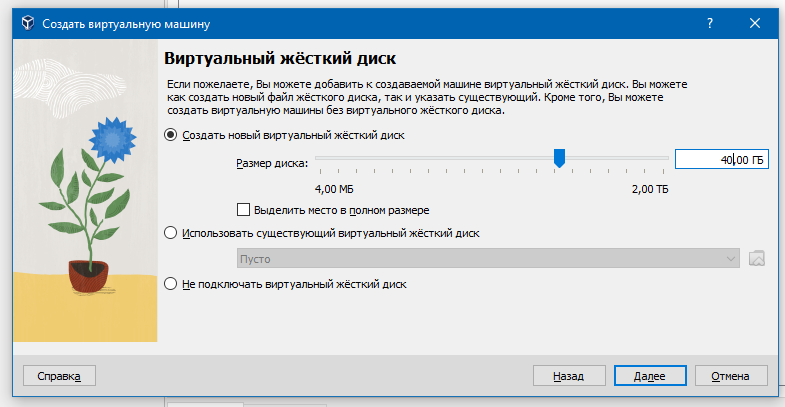 Создать виртуальную машину
Виртуальный жёсткий диск
Если пожелаете, Вы можете добавить к создаваемой машине виртуальный жёсткий диск. Вы можете
как создать новый файл жёсткого диска, так и указать существующий. Кроме того, Вы можете
создать виртуальную машины без виртуального жёсткого диска.
Создать новый виртуальный жёсткий диск
Размер диска:
40,00 ГБ
4,00 МБ
2,00 ТБ
Выделить место в полном размере
Использовать существующий виртуальный жёсткий диск
Пусто
Не подключать виртуальный жёсткий диск
Справка
Назад
Далее
Отмена